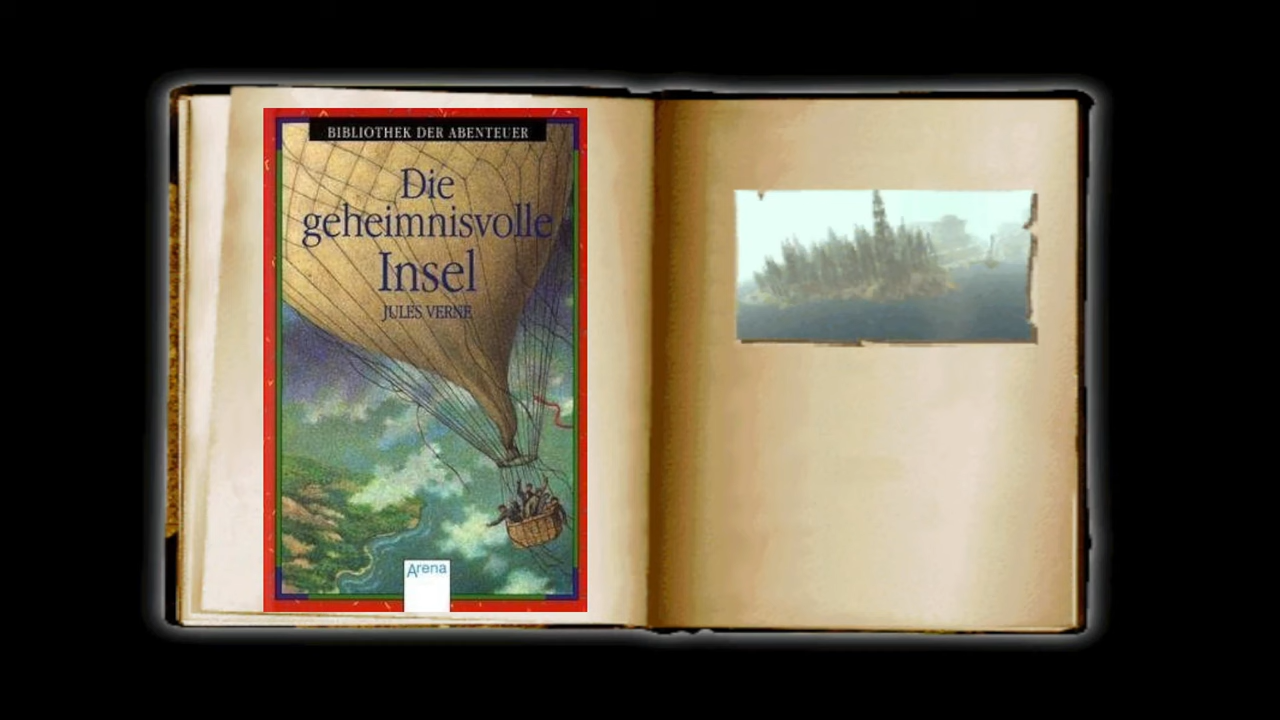 BIBLIOTHEK DER ABENTEUER
Die
geheimnisvolle
Insel
JULES VERNE
Arena